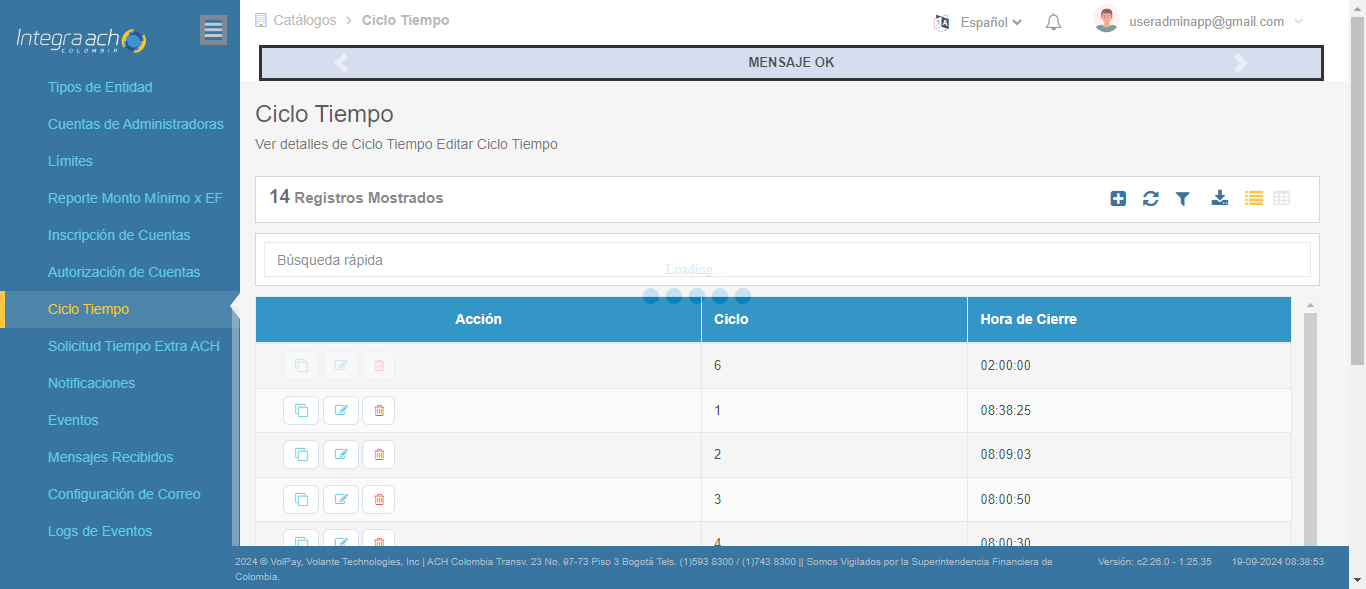 Integra ach
COLOMBIA
Catálogos > Ciclo Tiempo
Español
useradminapp@gmail.com
MENSAJE OK
Tipos de Entidad
Cuentas de Administradoras
Límites
Reporte Monto Mínimo x EF
Inscripción de Cuentas
Autorización de Cuentas
Ciclo Tiempo
Solicitud Tiempo Extra ACH
Notificaciones
Eventos
Mensajes Recibidos
Configuración de Correo
Logs de Eventos
Ciclo Tiempo
Ver detalles de Ciclo Tiempo Editar Ciclo Tiempo
14 Registros Mostrados
Búsqueda rápida
Loading...
Acción Ciclo Hora de Cierre
6 02:00:00
1 08:38:25
2 08:09:03
3 08:00:50
4 08:00:30
2024 © VolPay, Volante Technologies, Inc | ACH Colombia Transv. 23 No. 97-73 Piso 3 Bogotá Tels. (1)593 8300 / (1)743 8300 || Somos Vigilados por la Superintendencia Financiera de
Colombia.
Versión: c2.26.0 - 1.25.35 19-09-2024 08:38:53